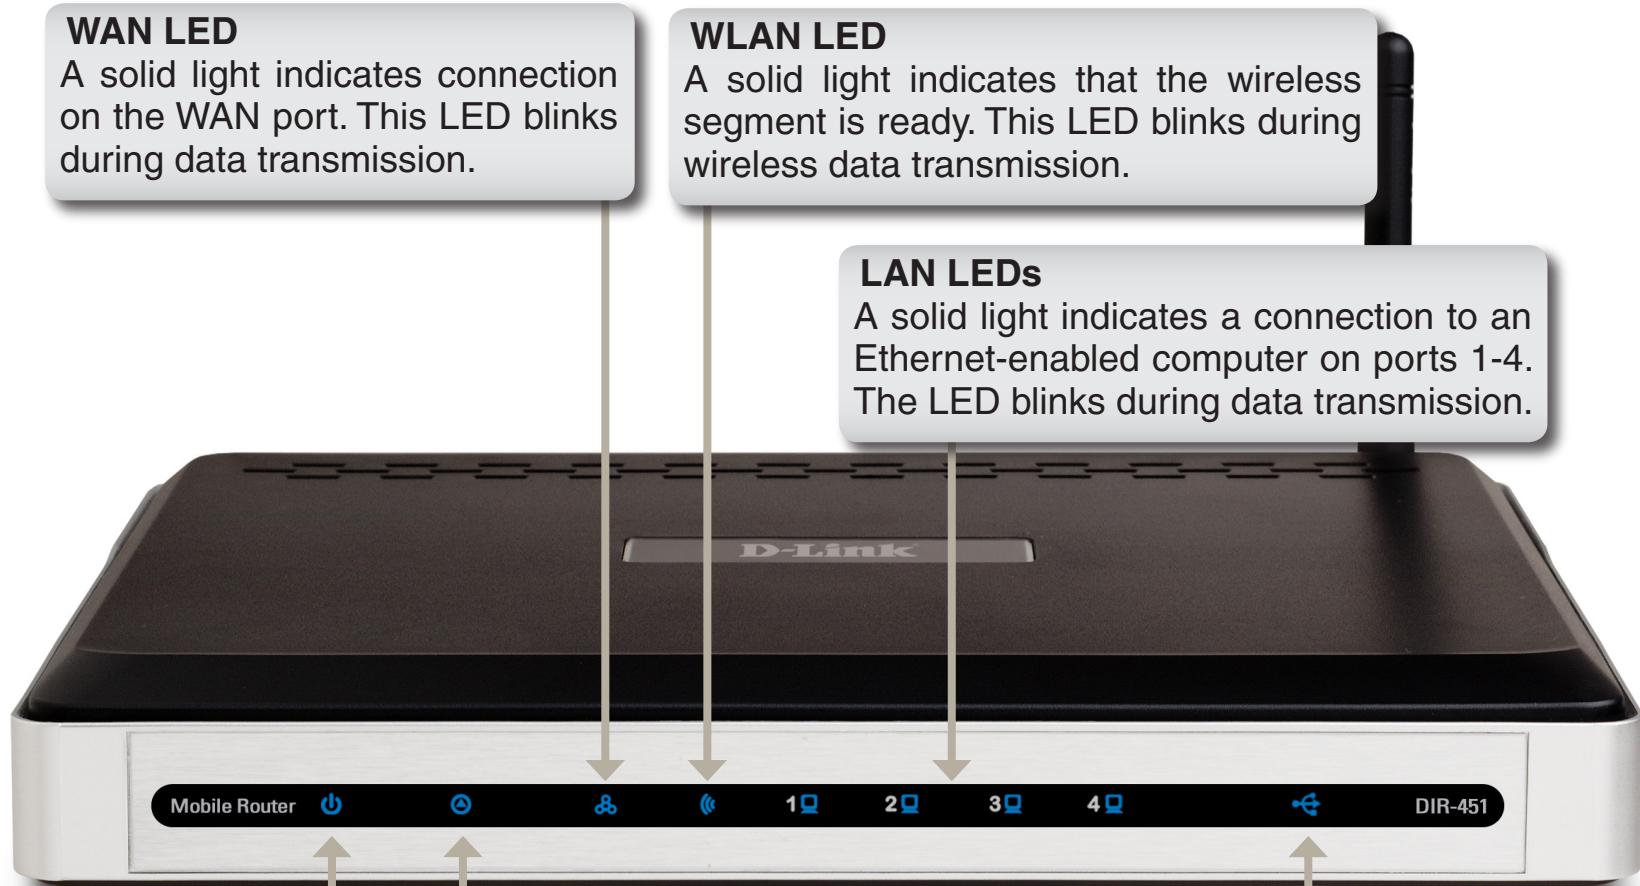 WAN LED
A solid light indicates connection
on the WAN port. This LED blinks
during data transmission.
WLAN LED
A solid light indicates that the wireless
segment is ready. This LED blinks during
wireless data transmission.
LAN LEDs
A solid light indicates a connection to an
Ethernet-enabled computer on ports 1-4.
The LED blinks during data transmission.
D-Link
Mobile Router 1 2 3 4 DIR-451